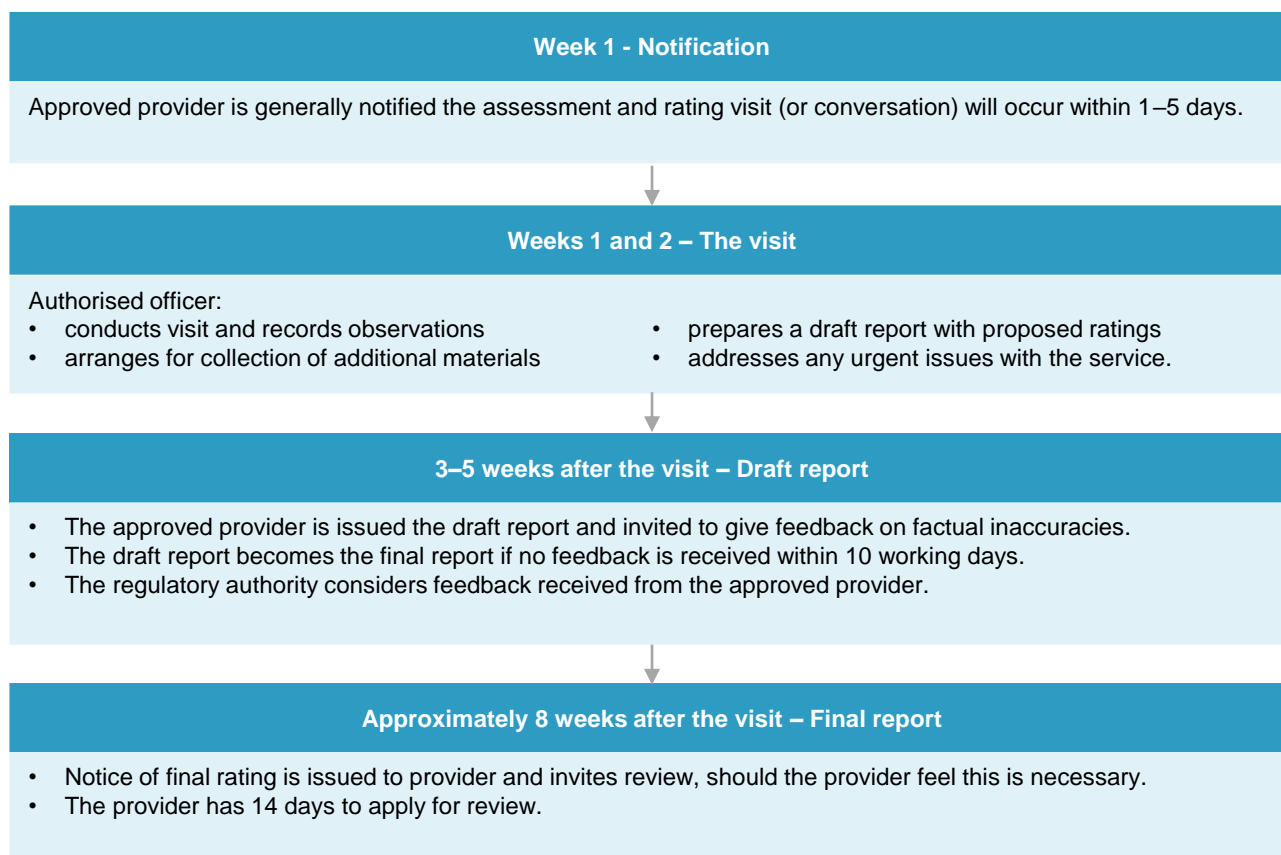 Week 1 - Notification
Approved provider is generally notified the assessment and rating visit (or conversation) will occur within 1–5 days.
Weeks 1 and 2 – The visit
Authorised officer:
• conducts visit and records observations
• arranges for collection of additional materials
• prepares a draft report with proposed ratings
• addresses any urgent issues with the service.
3–5 weeks after the visit – Draft report
• The approved provider is issued the draft report and invited to give feedback on factual inaccuracies.
• The draft report becomes the final report if no feedback is received within 10 working days.
• The regulatory authority considers feedback received from the approved provider.
Approximately 8 weeks after the visit – Final report
• Notice of final rating is issued to provider and invites review, should the provider feel this is necessary.
• The provider has 14 days to apply for review.